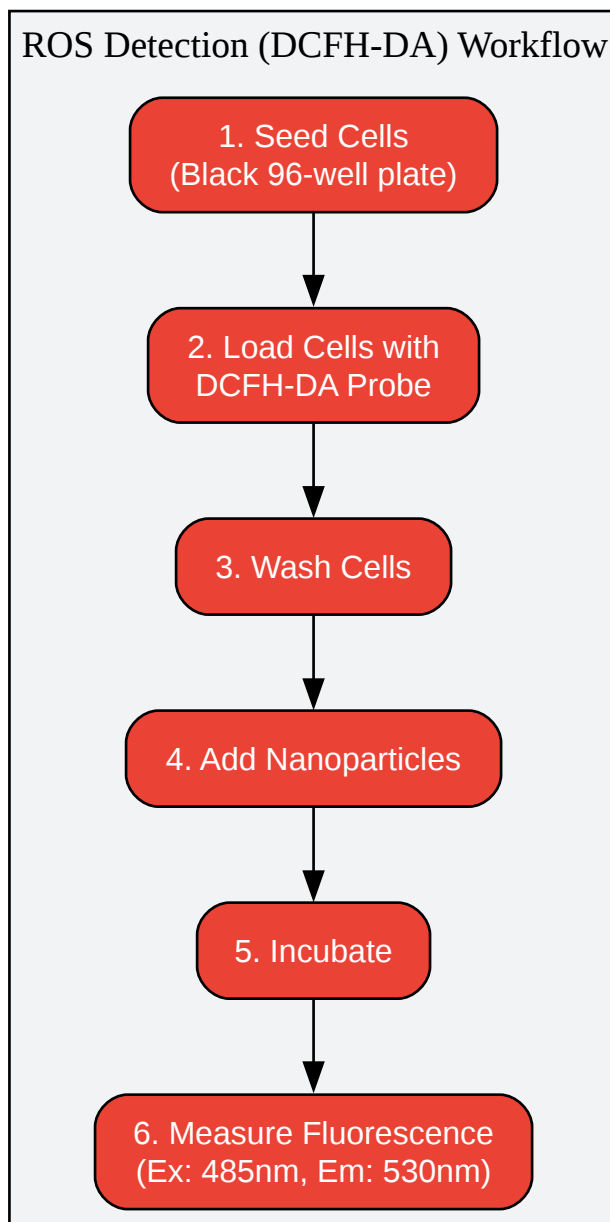 ROS Detection (DCFH-DA) Workflow
1. Seed Cells
(Black 96-well plate)
2. Load Cells with
DCFH-DA Probe
3. Wash Cells
4. Add Nanoparticles
5. Incubate
6. Measure Fluorescence
(Ex: 485nm, Em: 530nm)